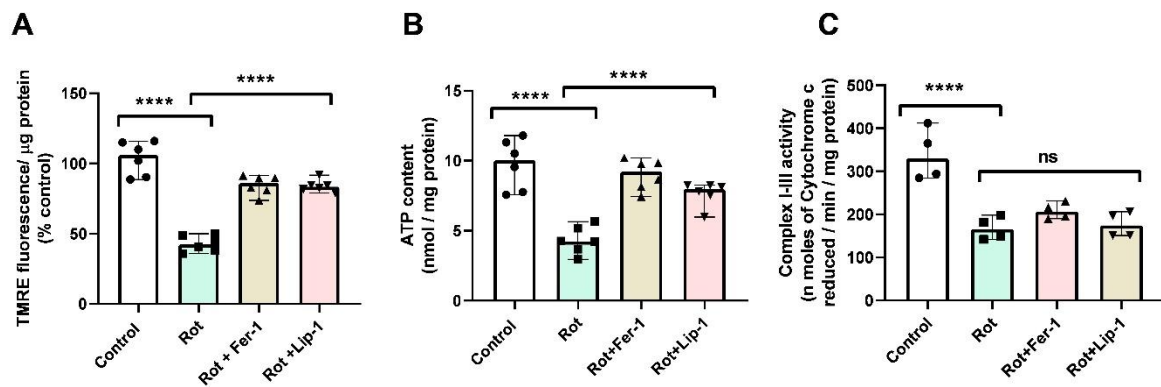 A
TMRE fluorescence/ μg protein
(% control)
150
100
50
0
****
****
Control
Rot
Rot + Fer-1
Rot +Lip-1
B
ATP content
(nmol / mg protein)
15
10
5
0
****
****
Control
Rot
Rot+Fer-1
Rot+Lip-1
C
Complex I-III activity
(n moles of Cytochrome c
reduced / min / mg protein)
500
400
300
200
100
0
****
ns
Control
Rot
Rot+Fer-1
Rot+Lip-1